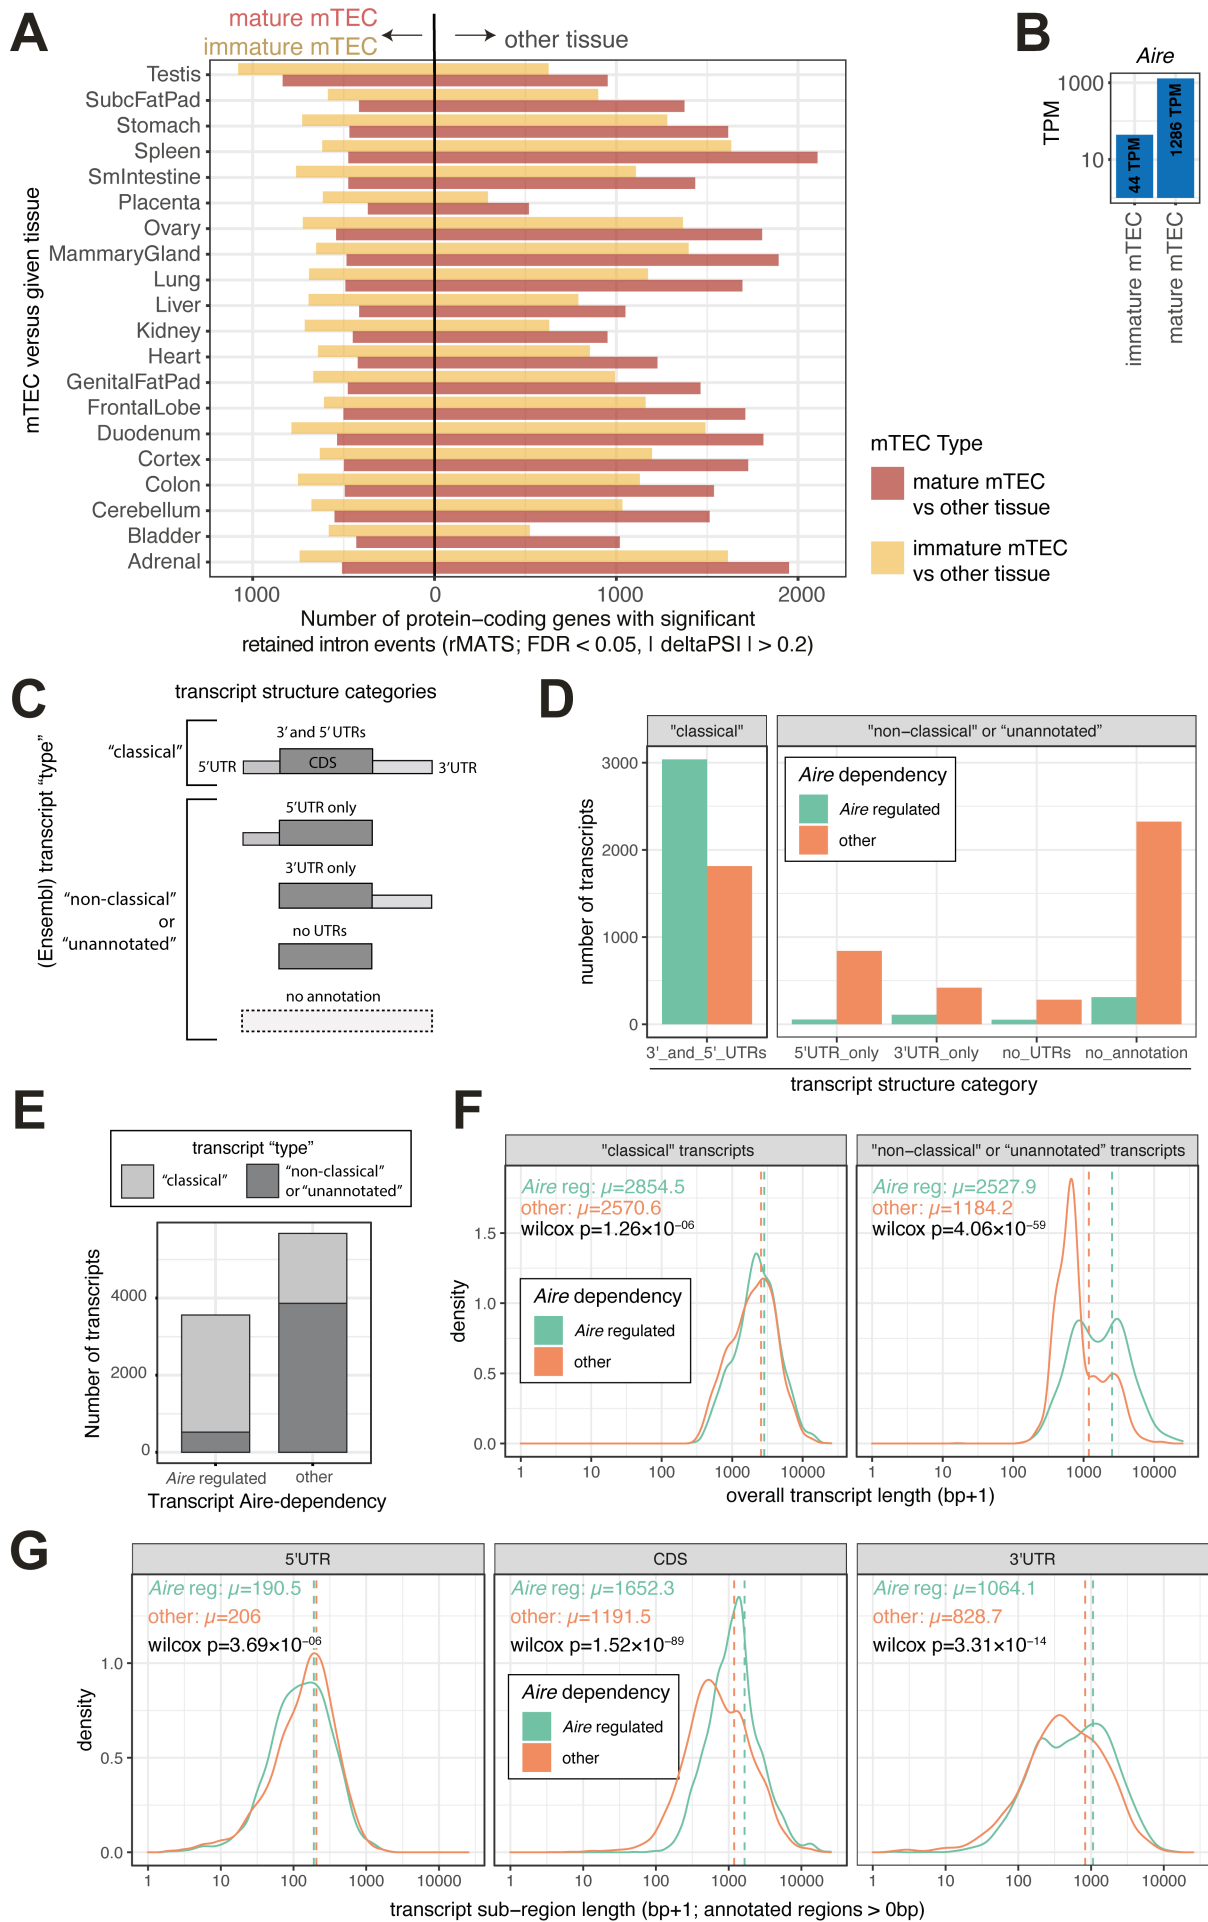 A
mature mTEC
immature mTEC
other tissue
mTEC versus given tissue
Testis
SubcFatPad
Stomach
Spleen
SmIntestine
Placenta
Ovary
MammaryGland
Lung
Liver
Kidney
Heart
GenitalFatPad
FrontalLobe
Duodenum
Cortex
Colon
Cerebellum
Bladder
Adrenal
1000 0 1000 2000
Number of protein-coding genes with significant
retained intron events (rMATS; FDR < 0.05, | deltaPSI | > 0.2)
mTEC Type
mature mTEC
vs other tissue
immature mTEC
vs other tissue
B
Aire
TPM
1000
10
44 TPM
1286 TPM
immature mTEC
mature mTEC
C
transcript structure categories
(Ensembl) transcript “type”
“classical”
3’ and 5’ UTRs
5’UTR
CDS
3’UTR
“non-classical”
or
“unannotated”
5’UTR only
3’UTR only
no UTRs
no annotation
D
"classical"
"non−classical" or “unannotated”
number of transcripts
3000
2000
1000
0
Aire dependency
Aire regulated
other
3'_and_5'_UTRs
5'UTR_only
3'UTR_only
no_UTRs
no_annotation
transcript structure category
E
transcript “type”
“classical”
“non-classical”
or “unannotated”
Number of transcripts
4000
2000
0
Aire regulated
other
Transcript Aire-dependency
F
"classical" transcripts
"non−classical" or “unannotated” transcripts
density
1.5
1.0
0.5
0.0
Aire reg: μ=2854.5
other: μ=2570.6
wilcox p=1.26×10⁻⁰⁶
Aire dependency
Aire regulated
other
Aire reg: μ=2527.9
other: μ=1184.2
wilcox p=4.06×10⁻⁵⁹
1 10 100 1000 10000
1 10 100 1000 10000
overall transcript length (bp+1)
G
5'UTR
CDS
3'UTR
density
1.0
0.5
0.0
Aire reg: μ=190.5
other: μ=206
wilcox p=3.69×10⁻⁰⁶
Aire reg: μ=1652.3
other: μ=1191.5
wilcox p=1.52×10⁻⁸⁹
Aire dependency
Aire regulated
other
Aire reg: μ=1064.1
other: μ=828.7
wilcox p=3.31×10⁻¹⁴
1 10 100 1000 10000
1 10 100 1000 10000
1 10 100 1000 10000
transcript sub−region length (bp+1; annotated regions > 0bp)